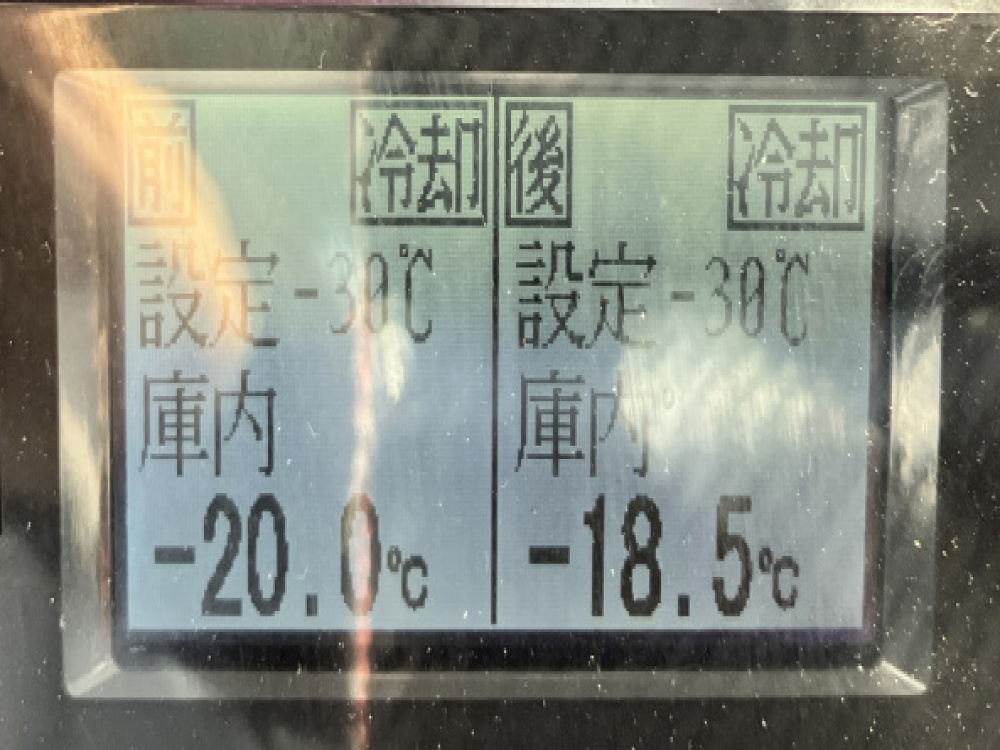 前 冷却
設定-30℃
庫内
-20.0℃
後 冷却
設定-30℃
庫内
-18.5℃